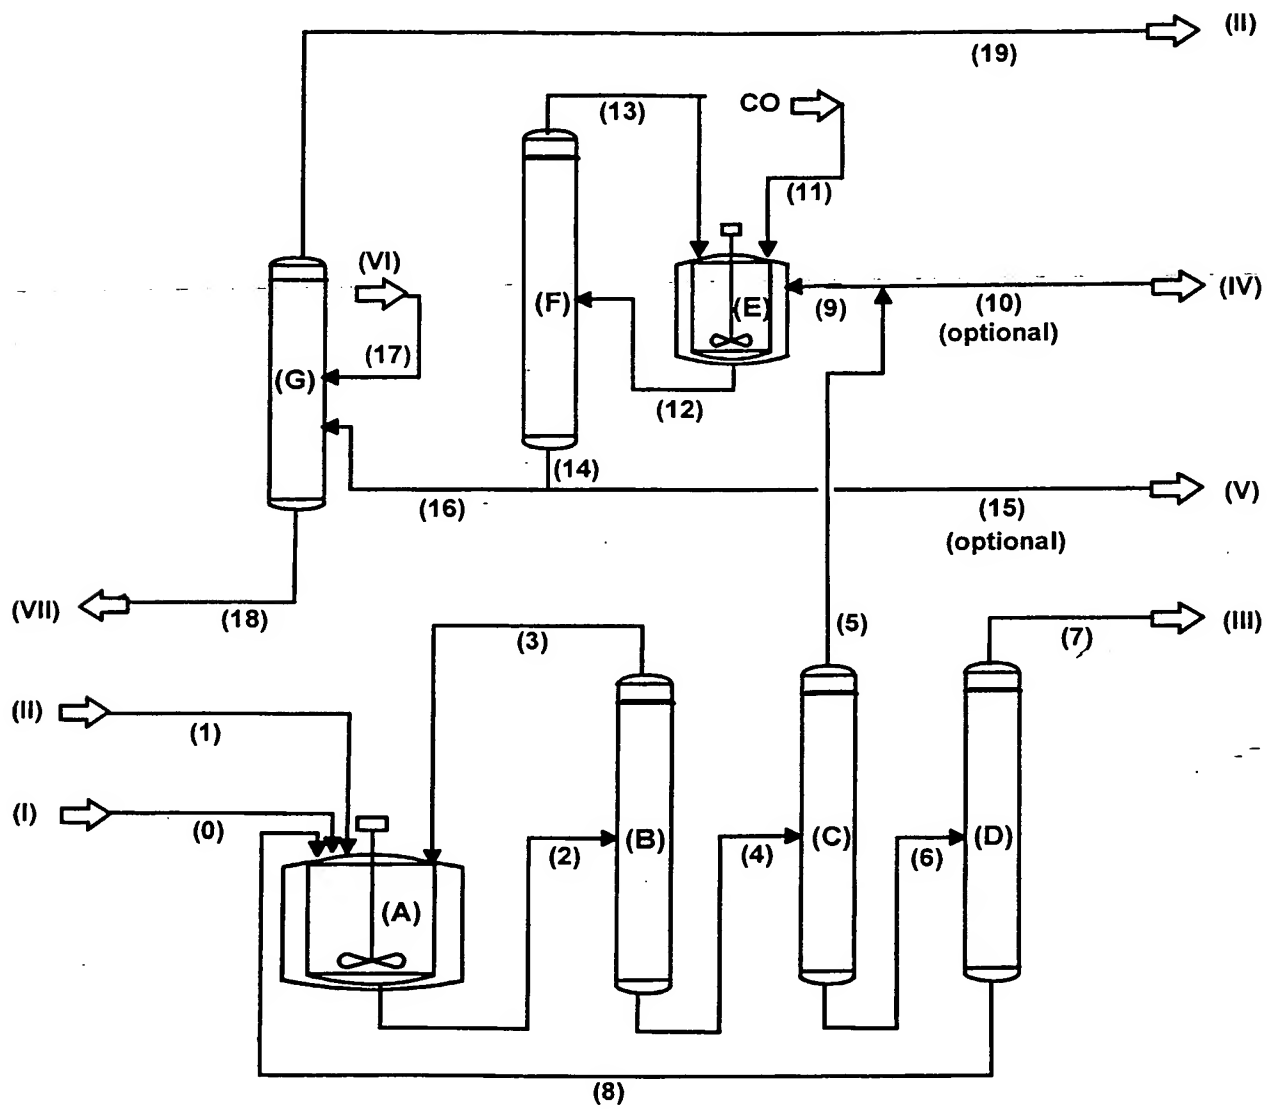 (II)
(19)
(13)
CO
(11)
(VI)
(IV)
(F)
(E)
(9)
(10)
(optional)
(17)
(G)
(12)
(14)
(V)
(16)
(15)
(optional)
(VII)
(18)
(3)
(5)
(7)
(III)
(II)
(1)
(I)
(0)
(2)
(B)
(4)
(C)
(6)
(D)
(A)
(8)